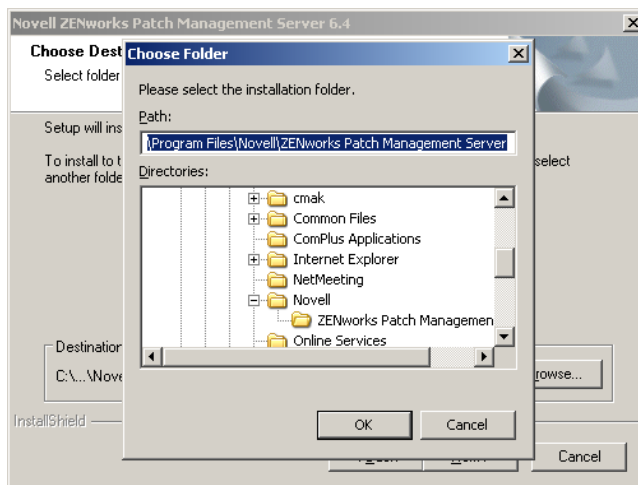 Novell ZENworks Patch Management Server 6.4
Choose Dest
Select folder
Choose Folder
Please select the installation folder.
Path:
\Program Files\Novell\ZENworks Patch Management Server
Directories:
cmak
Common Files
ComPlus Applications
Internet Explorer
NetMeeting
Novell
ZENworks Patch Managemen
Online Services
OK
Cancel
Setup will ins
To install to t
select
another folde
Destination
C:\...\Nove
rowse...
InstallShield
Cancel